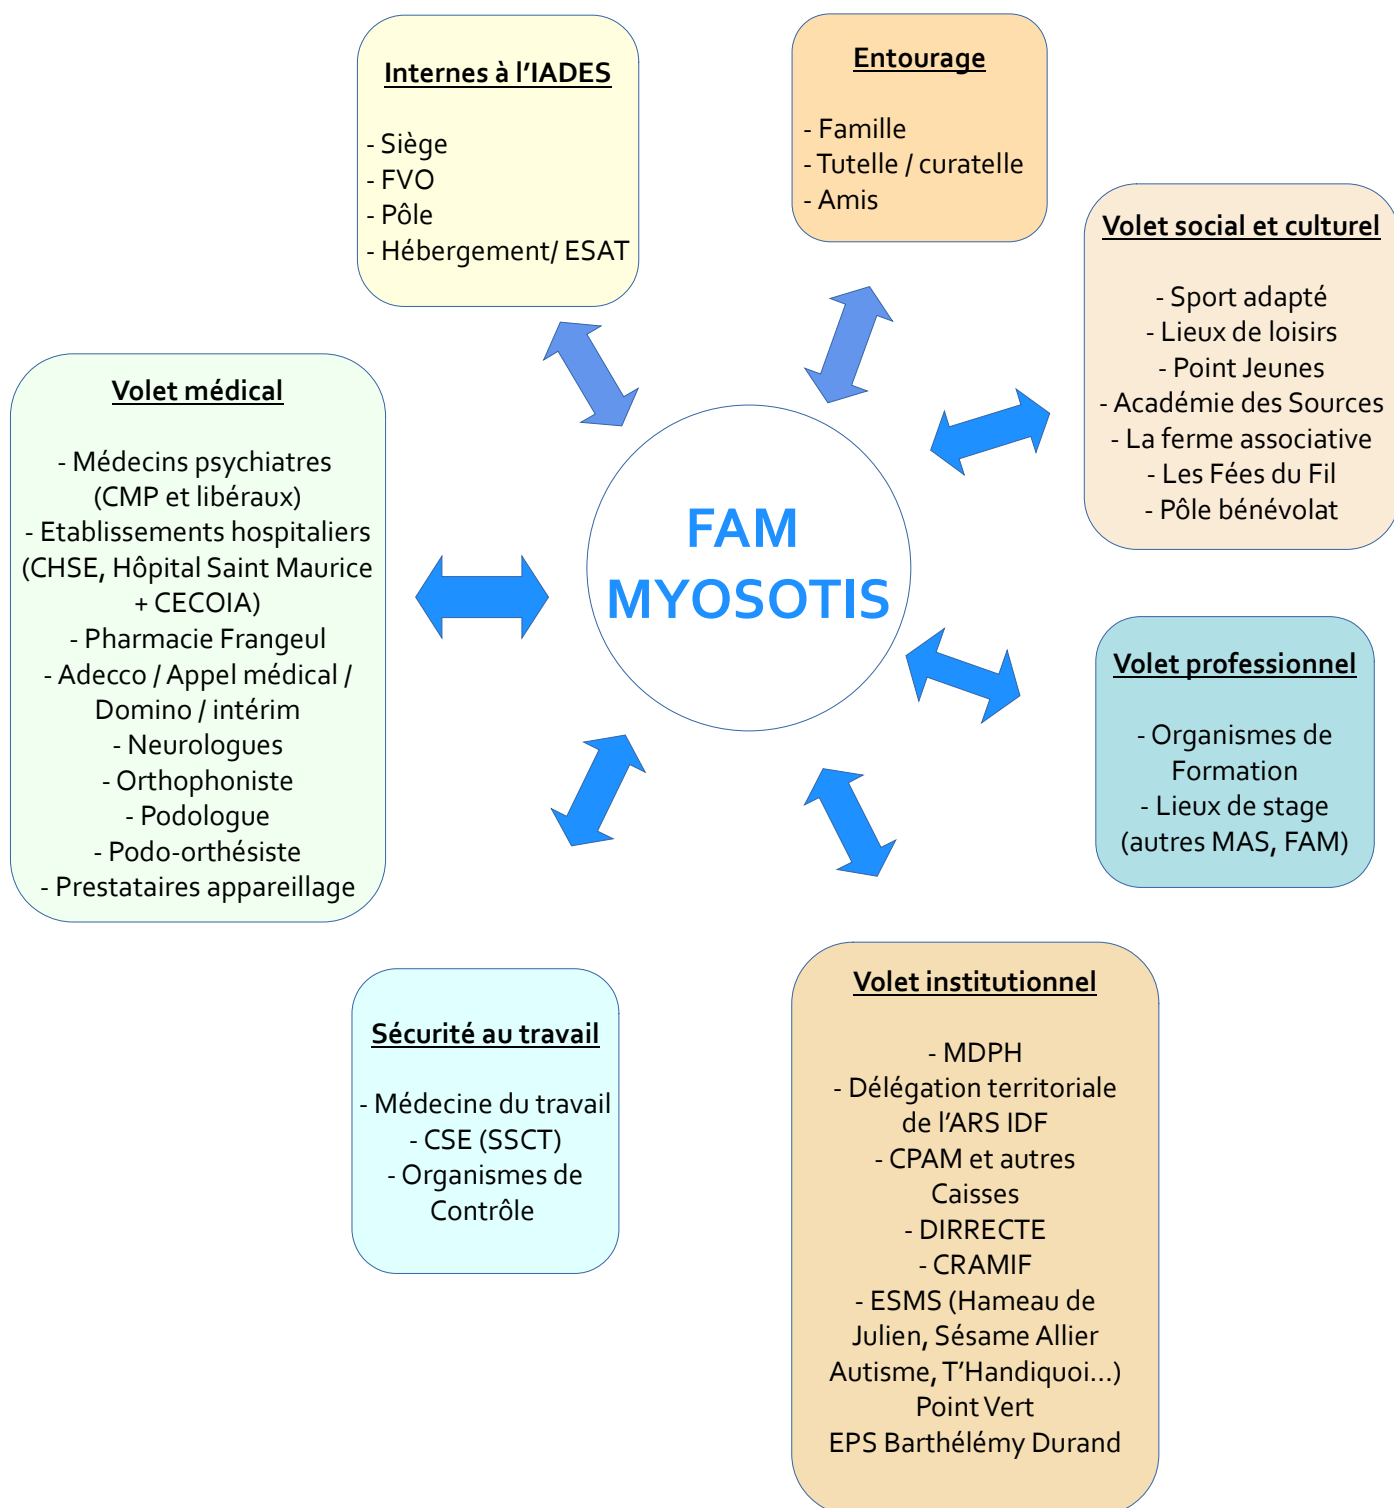 Internes à l’IADES
- Siège
- FVO
- Pôle
- Hébergement/ ESAT
Entourage
- Famille
- Tutelle / curatelle
- Amis
Volet social et culturel
- Sport adapté
- Lieux de loisirs
- Point Jeunes
- Académie des Sources
- La ferme associative
- Les Fées du Fil
- Pôle bénévolat
Volet médical
- Médecins psychiatres
(CMP et libéraux)
- Etablissements hospitaliers
(CHSE, Hôpital Saint Maurice
+ CECOIA)
- Pharmacie Frangeul
- Adecco / Appel médical /
Domino / intérim
- Neurologues
- Orthophoniste
- Podologue
- Podo-orthésiste
- Prestataires appareillage
FAM
MYOSOTIS
Volet professionnel
- Organismes de
Formation
- Lieux de stage
(autres MAS, FAM)
Sécurité au travail
- Médecine du travail
- CSE (SSCT)
- Organismes de
Contrôle
Volet institutionnel
- MDPH
- Délégation territoriale
de l’ARS IDF
- CPAM et autres
Caisses
- DIRRECTE
- CRAMIF
- ESMS (Hameau de
Julien, Sésame Allier
Autisme, T’Handiquoi…)
Point Vert
EPS Barthélémy Durand